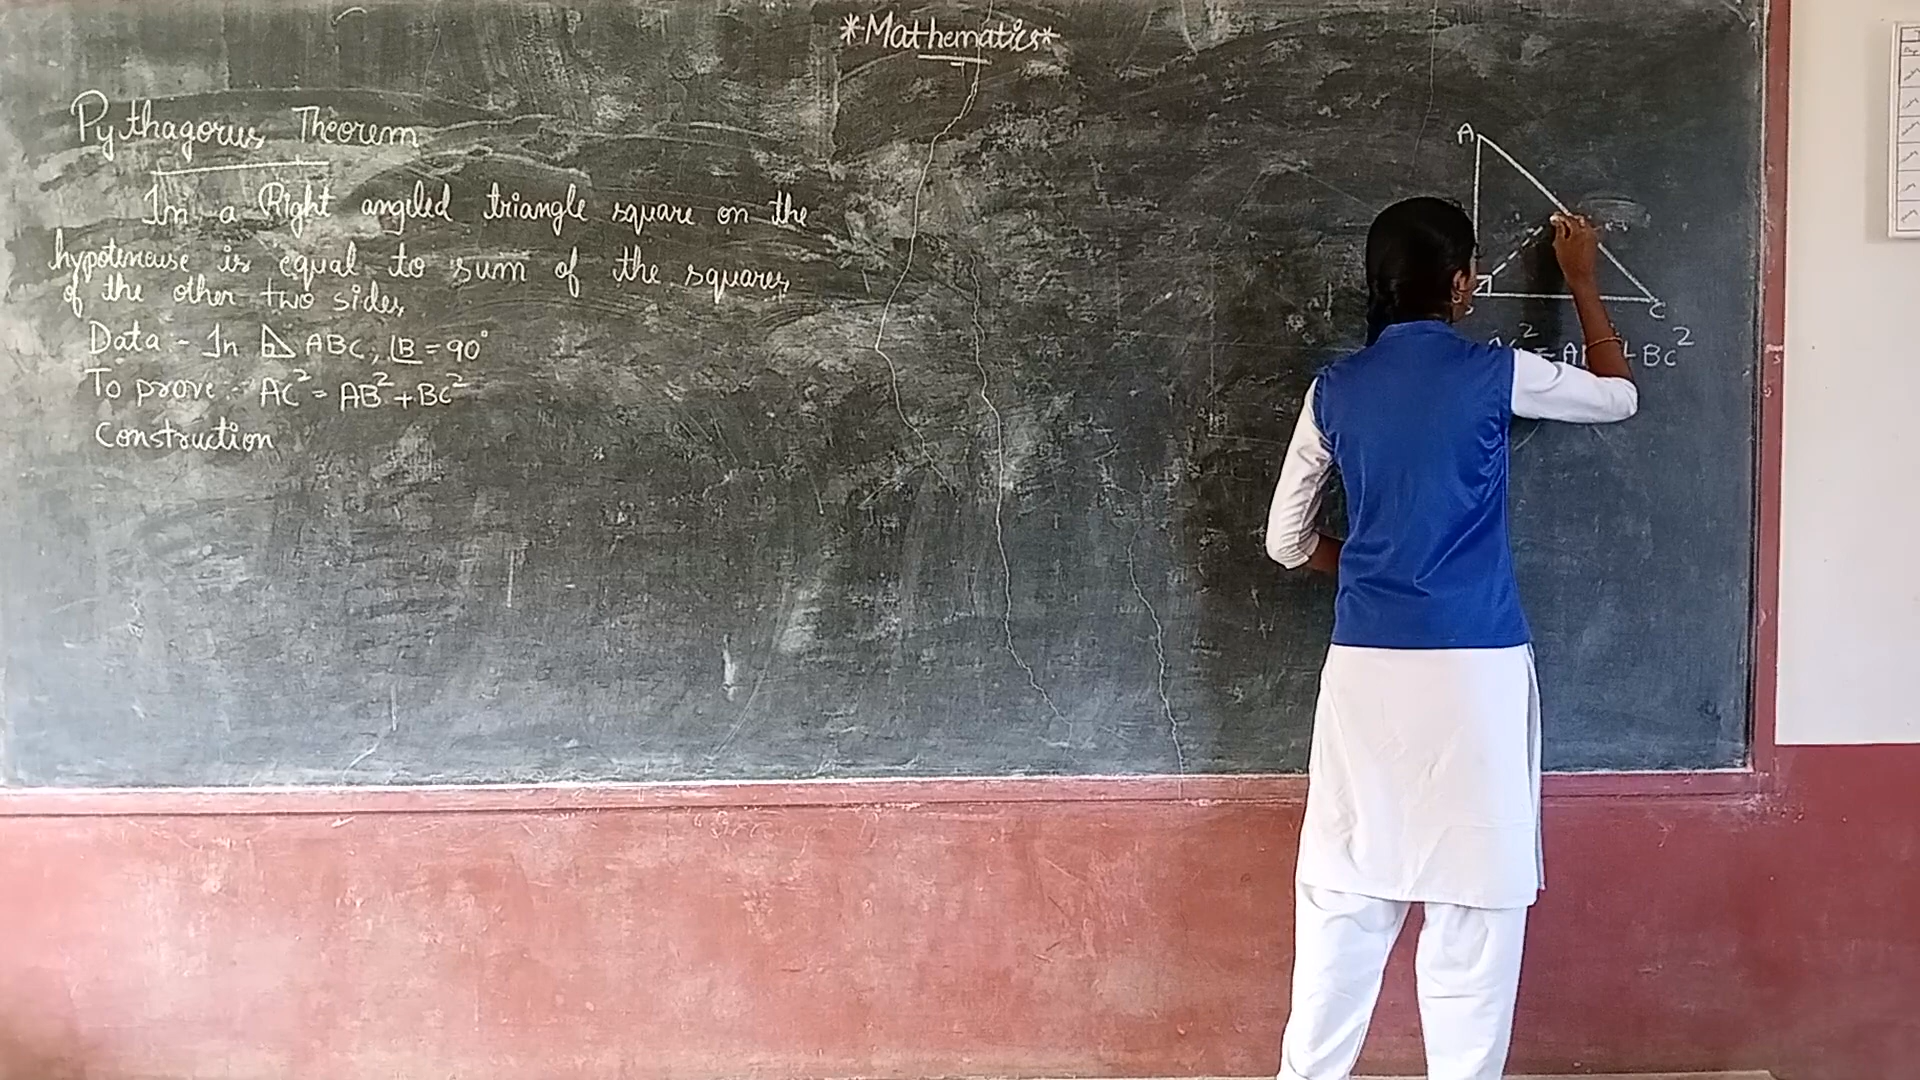 *Mathematics*
Pythagorus Theorem
In a Right angled triangle square on the
hypotenuse is equal to sum of the squares
of the other two sides,
Data:- In ◺ ABC, ∠B = 90°
To prove:- AC² = AB² + BC²
Construction
A
C
BC²